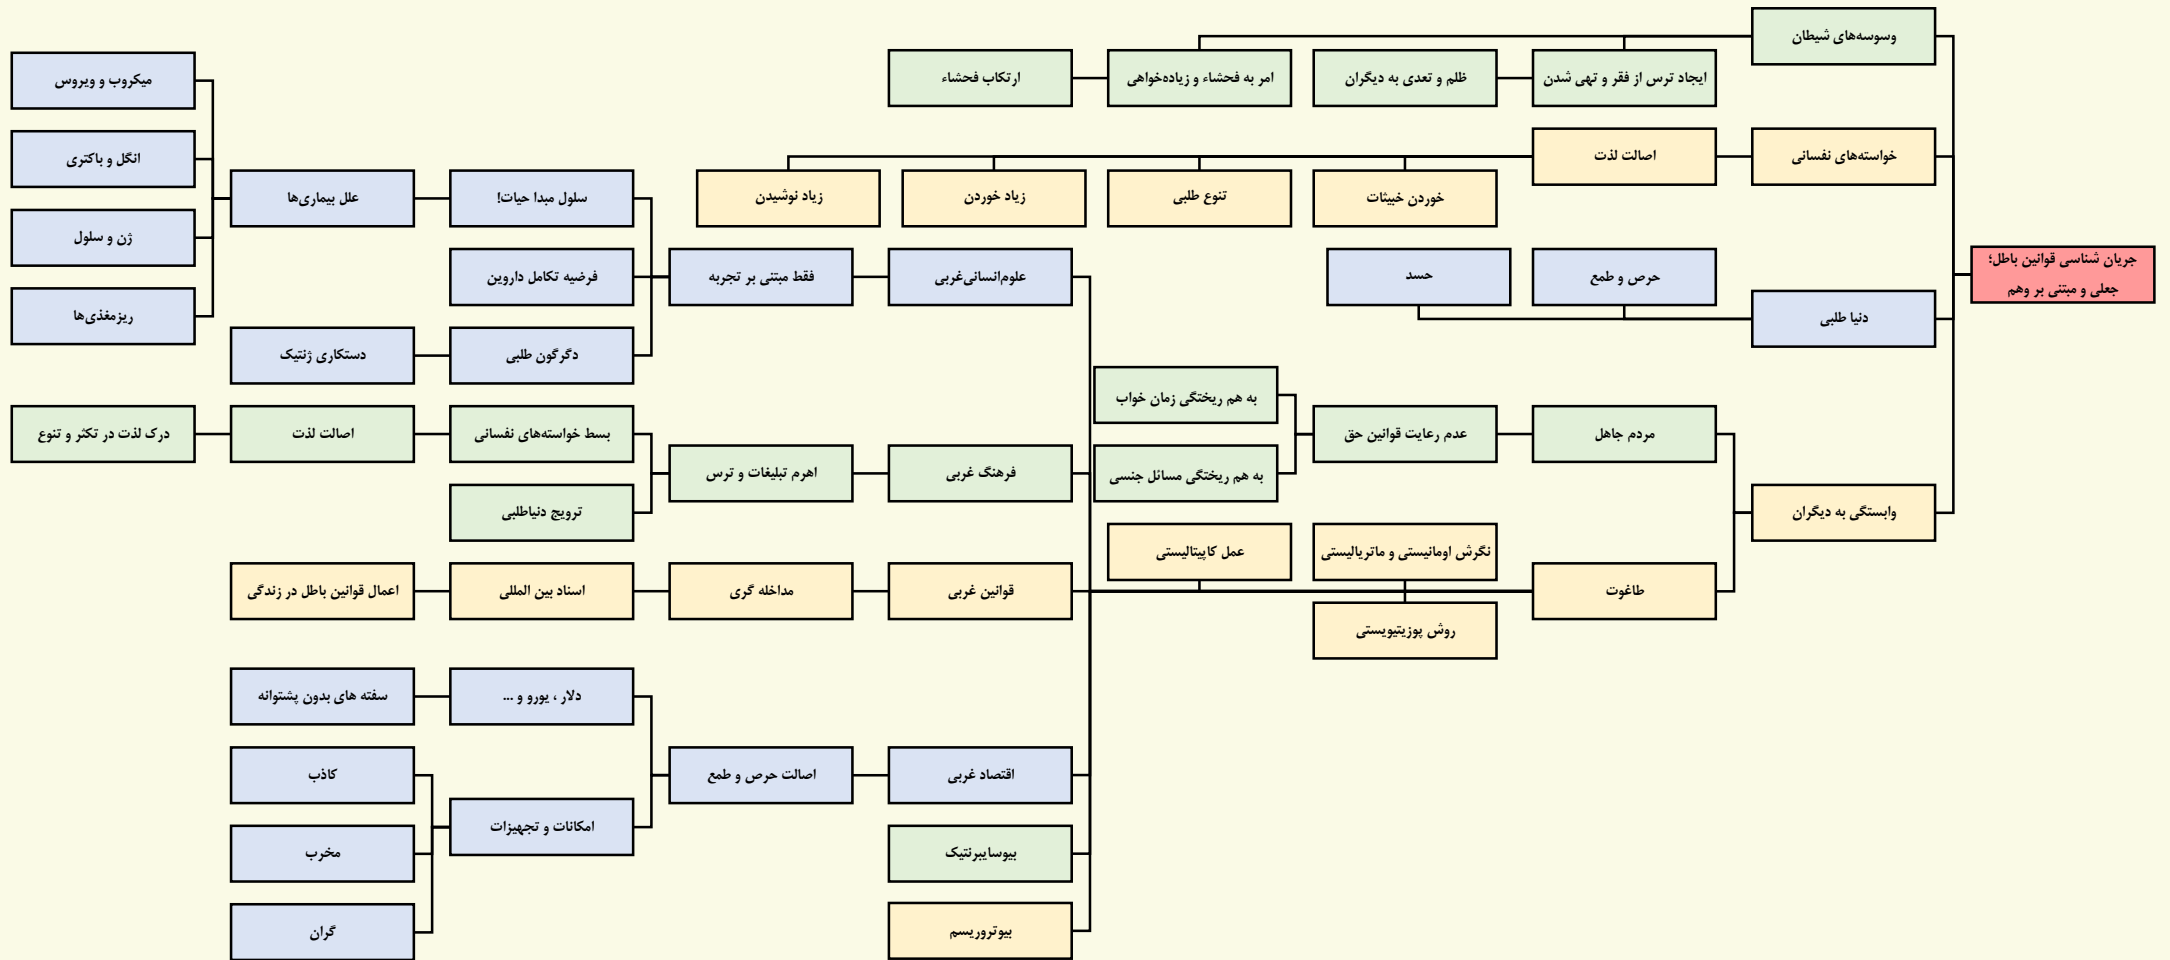 جریان شناسی قوانین باطل؛
جعلی و مبتنی بر وهم
وسوسه‌های شیطان
ایجاد ترس از فقر و تهی شدن
ظلم و تعدی به دیگران
امر به فحشاء و زیاده‌خواهی
ارتکاب فحشاء
خواسته‌های نفسانی
اصالت لذت
خوردن خبیثات
تنوع طلبی
زیاد خوردن
زیاد نوشیدن
دنیا طلبی
حرص و طمع
حسد
وابستگی به دیگران
مردم جاهل
عدم رعایت قوانین حق
به هم ریختگی زمان خواب
به هم ریختگی مسائل جنسی
طاغوت
نگرش اومانیستی و ماتریالیستی
روش پوزیتیویستی
عمل کاپیتالیستی
علوم‌انسانی‌غربی
فقط مبتنی بر تجربه
سلول مبدا حیات!
علل بیماری‌ها
میکروب و ویروس
انگل و باکتری
ژن و سلول
ریزمغذی‌ها
فرضیه تکامل داروین
دگرگون طلبی
دستکاری ژنتیک
فرهنگ غربی
اهرم تبلیغات و ترس
بسط خواسته‌های نفسانی
اصالت لذت
درک لذت در تکثر و تنوع
ترویج دنیاطلبی
قوانین غربی
مداخله گری
اسناد بین المللی
اعمال قوانین باطل در زندگی
اقتصاد غربی
اصالت حرص و طمع
دلار ، یورو و ...
سفته های بدون پشتوانه
امکانات و تجهیزات
کاذب
مخرب
گران
بیوسایبرنتیک
بیوتروریسم